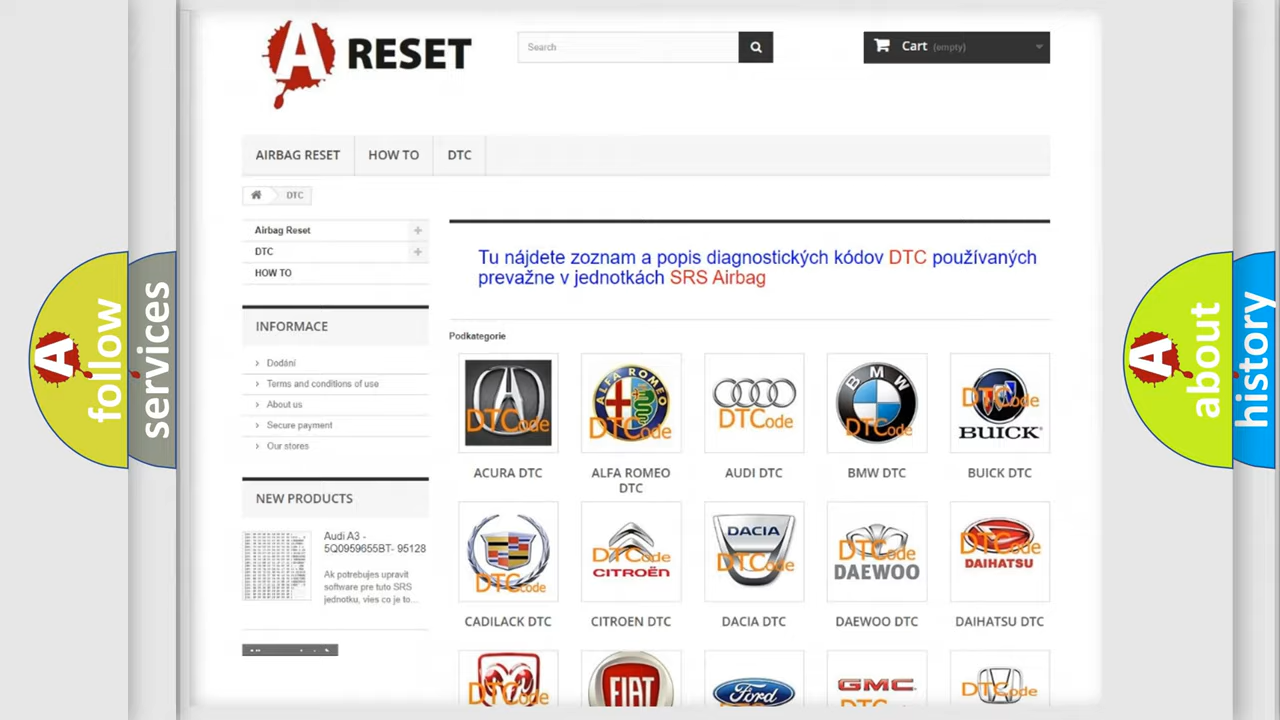 A RESET
Search
Cart (empty)
AIRBAG RESET
HOW TO
DTC
DTC
Airbag Reset
DTC
HOW TO
INFORMACE
Dodání
Terms and conditions of use
About us
Secure payment
Our stores
NEW PRODUCTS
Audi A3 -
5Q0959655BT- 95128
Ak potrebujes upravit
software pre tuto SRS
jednotku, vies co je to...
Tu nájdete zoznam a popis diagnostických kódov DTC používaných
prevažne v jednotkách SRS Airbag
Podkategorie
DTCode
ALFA ROMEO
DTCode
DTCode
BMW
DTCode
DTCode
BUICK
ACURA DTC
ALFA ROMEO
DTC
AUDI DTC
BMW DTC
BUICK DTC
DTCode
DTCode
CITROËN
DACIA
DTCode
DTCode
DAEWOO
DTCode
DAIHATSU
CADILACK DTC
CITROEN DTC
DACIA DTC
DAEWOO DTC
DAIHATSU DTC
DTCode
FIAT
Ford
GMC
DTCode
A follow
services
A about
history